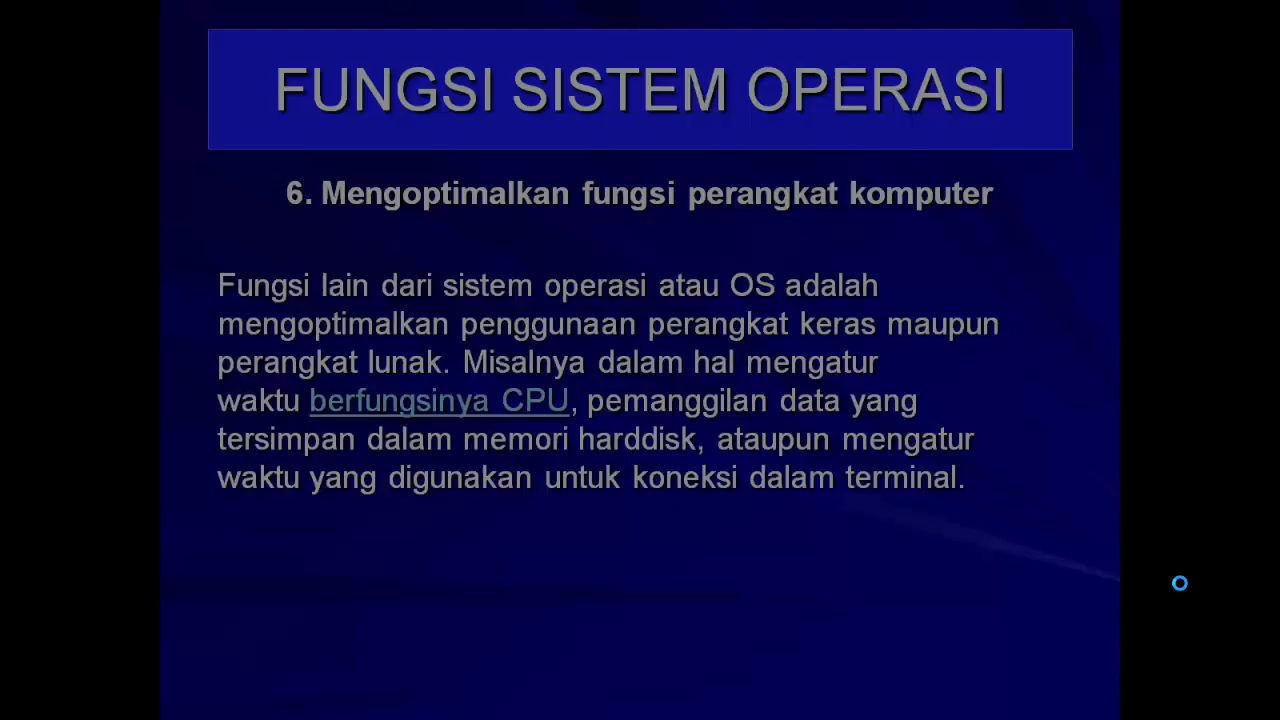 FUNGSI SISTEM OPERASI
6. Mengoptimalkan fungsi perangkat komputer
Fungsi lain dari sistem operasi atau OS adalah
mengoptimalkan penggunaan perangkat keras maupun
perangkat lunak. Misalnya dalam hal mengatur
waktu berfungsinya CPU, pemanggilan data yang
tersimpan dalam memori harddisk, ataupun mengatur
waktu yang digunakan untuk koneksi dalam terminal.